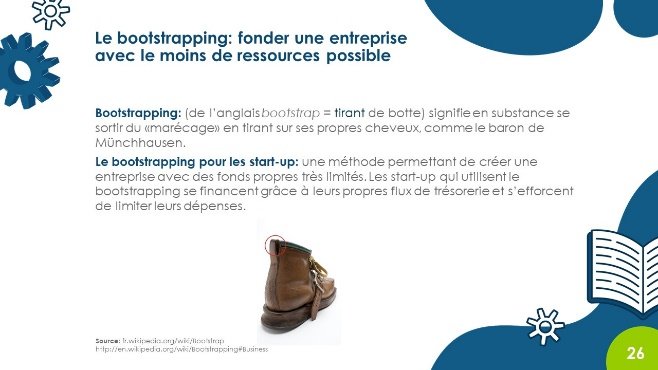 Le bootstrapping: fonder une entreprise
avec le moins de ressources possible
Bootstrapping: (de l’anglais bootstrap = tirant de botte) signifie en substance se
sortir du «marécage» en tirant sur ses propres cheveux, comme le baron de
Münchhausen.
Le bootstrapping pour les start-up: une méthode permettant de créer une
entreprise avec des fonds propres très limités. Les start-up qui utilisent le
bootstrapping se financent grâce à leurs propres flux de trésorerie et s’efforcent
de limiter leurs dépenses.
Source: fr.wikipedia.org/wiki/Bootstrap
http://en.wikipedia.org/wiki/Bootstrapping#Business
26